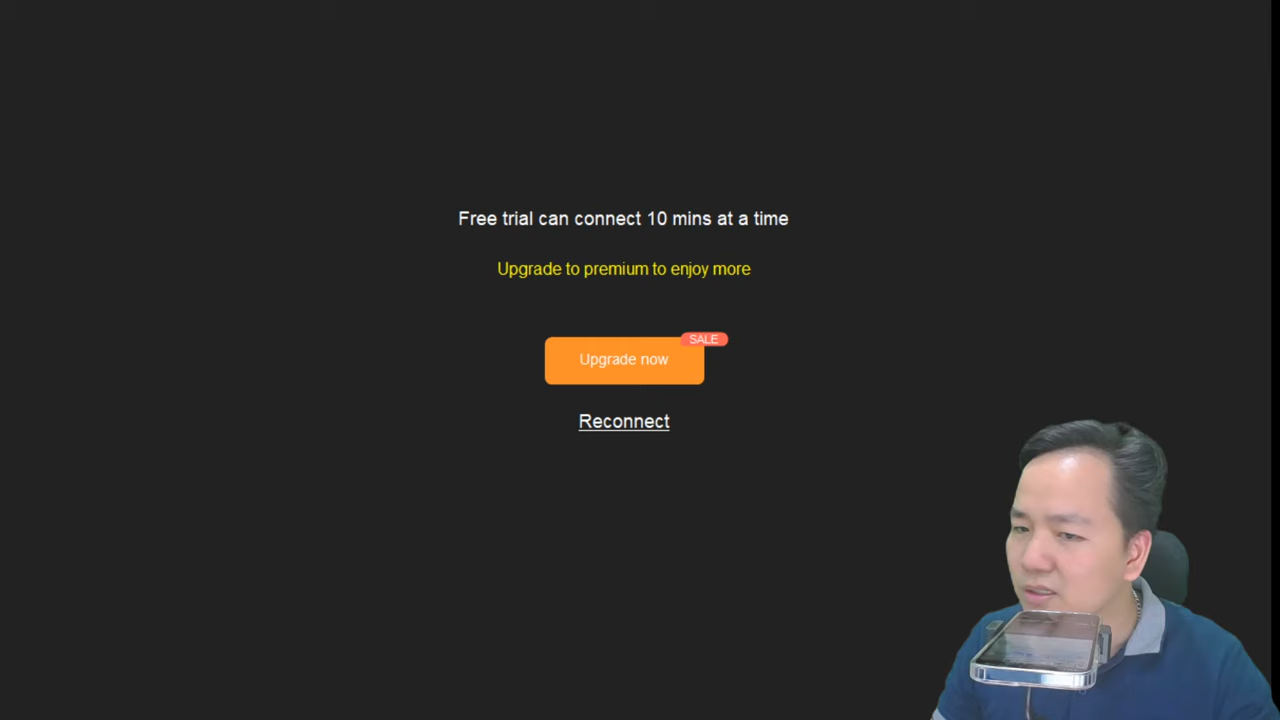 Free trial can connect 10 mins at a time
Upgrade to premium to enjoy more
SALE
Upgrade now
Reconnect